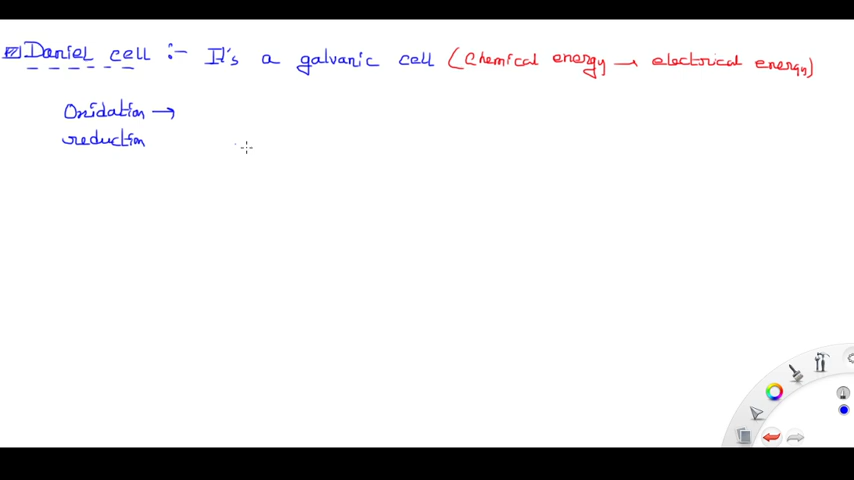 Daniel cell :- It's a galvanic cell (Chemical energy → electrical energy)
Oxidation →
reduction